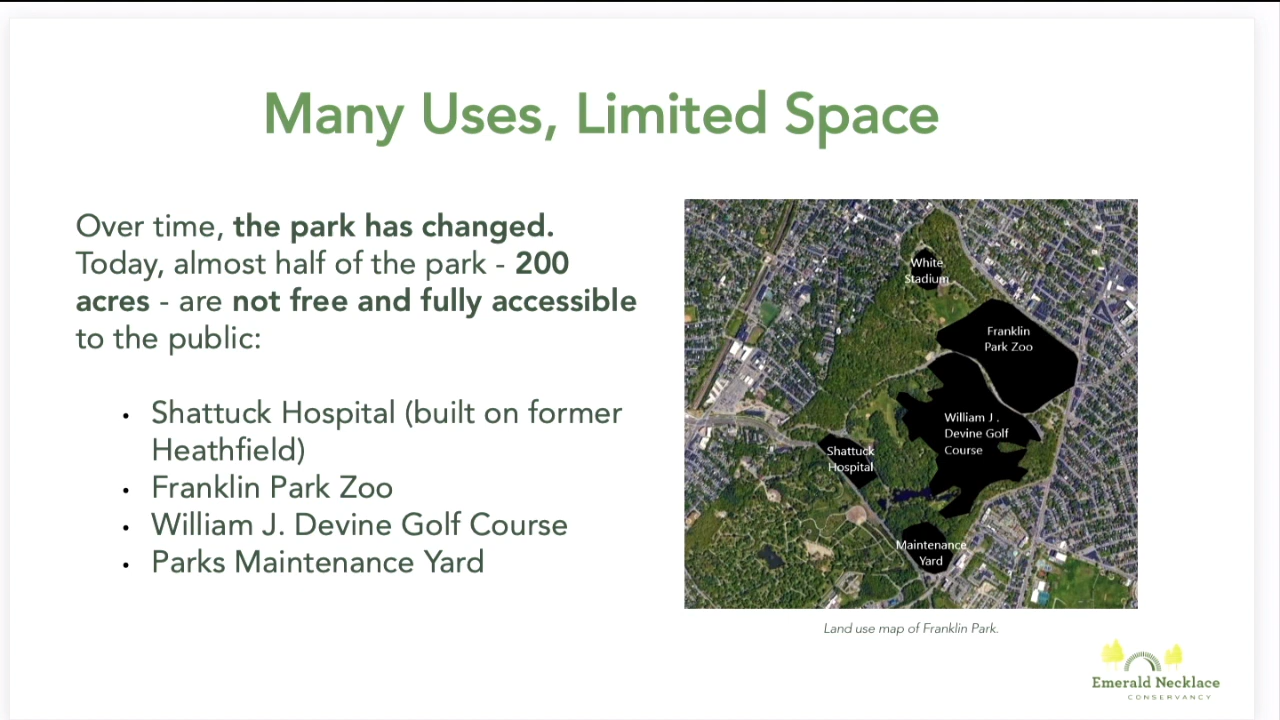 Many Uses, Limited Space
Over time, the park has changed.
Today, almost half of the park - 200
acres - are not free and fully accessible
to the public:
• Shattuck Hospital (built on former
Heathfield)
• Franklin Park Zoo
• William J. Devine Golf Course
• Parks Maintenance Yard
White
Stadium
Franklin
Park Zoo
William J .
Devine Golf
Course
Shattuck
Hospital
Maintenance
Yard
Land use map of Franklin Park.
Emerald Necklace
CONSERVANCY